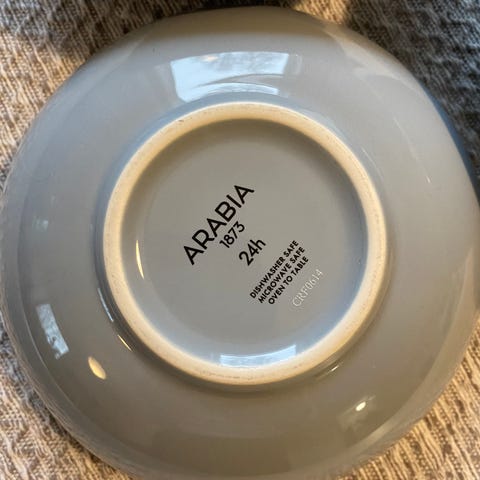 ARABIA
1873
24h
DISHWASHER SAFE
MICROWAVE SAFE
OVEN TO TABLE
CRF0614